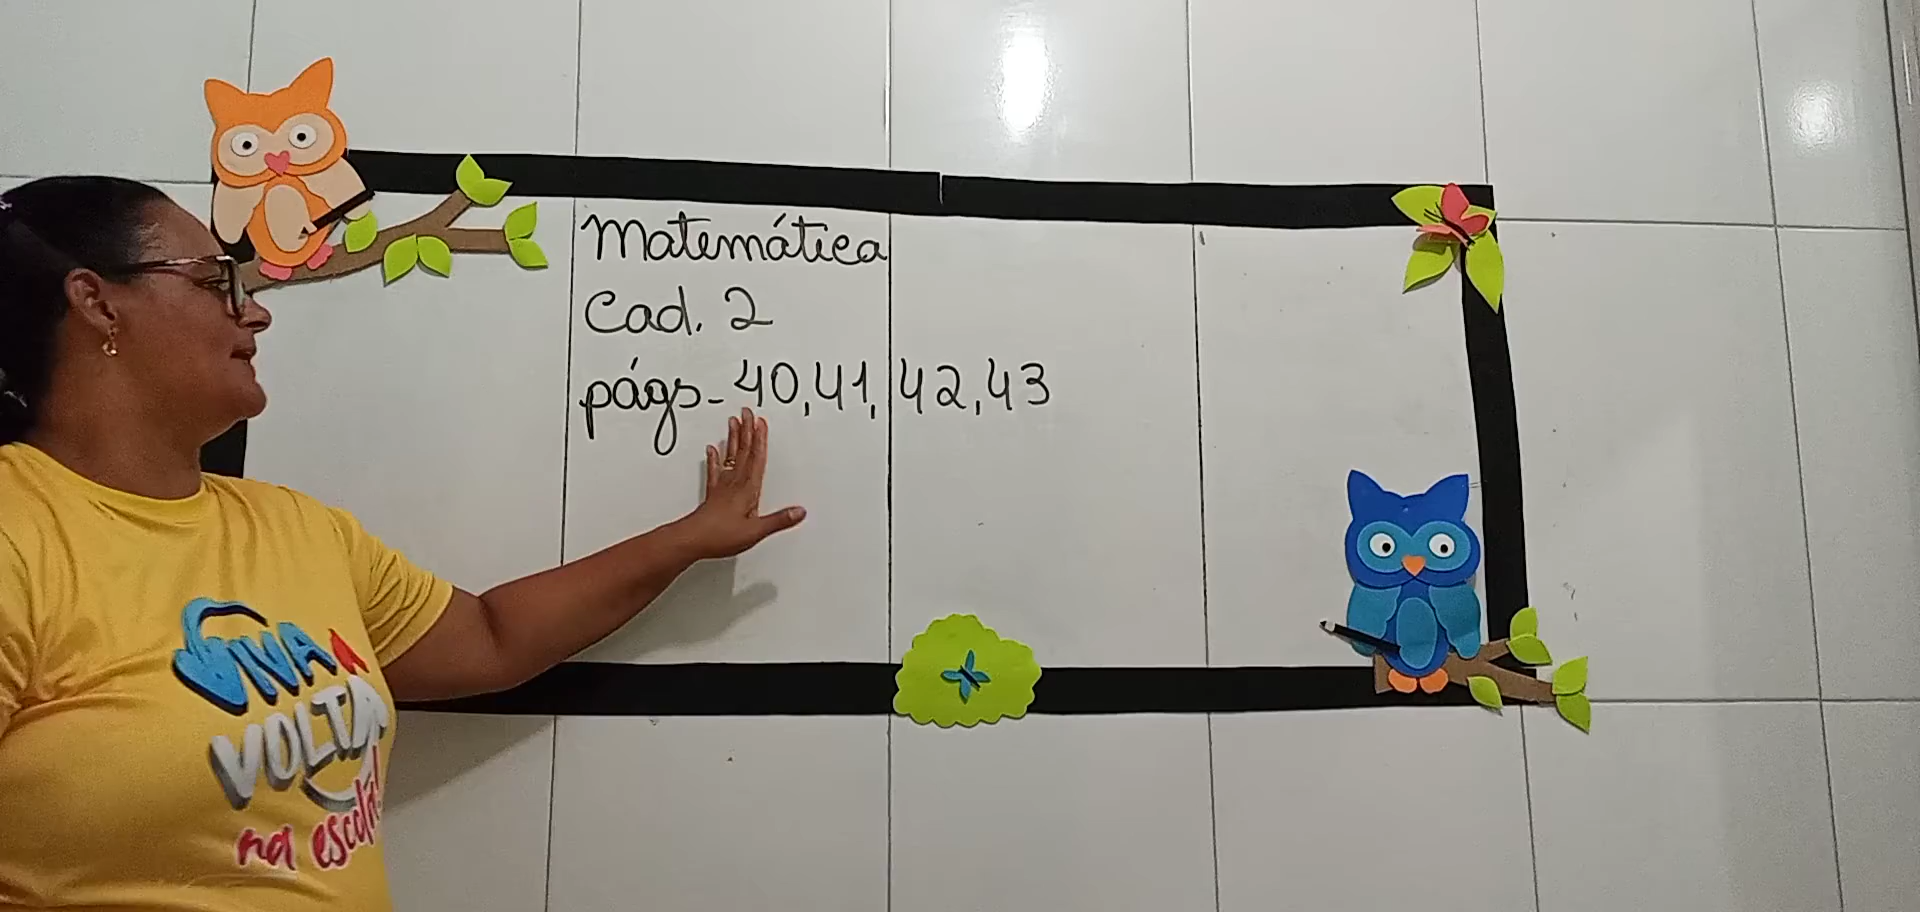 Matemática
Cad. 2
págs - 40, 41, 42, 43
VIVA A
VOLTA
na escola!